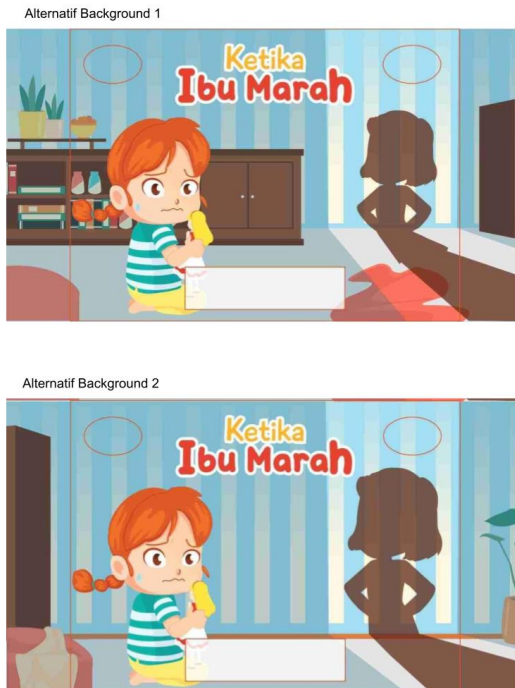 Alternatif Background 1
Ketika
Ibu Marah
Alternatif Background 2
Ketika
Ibu Marah